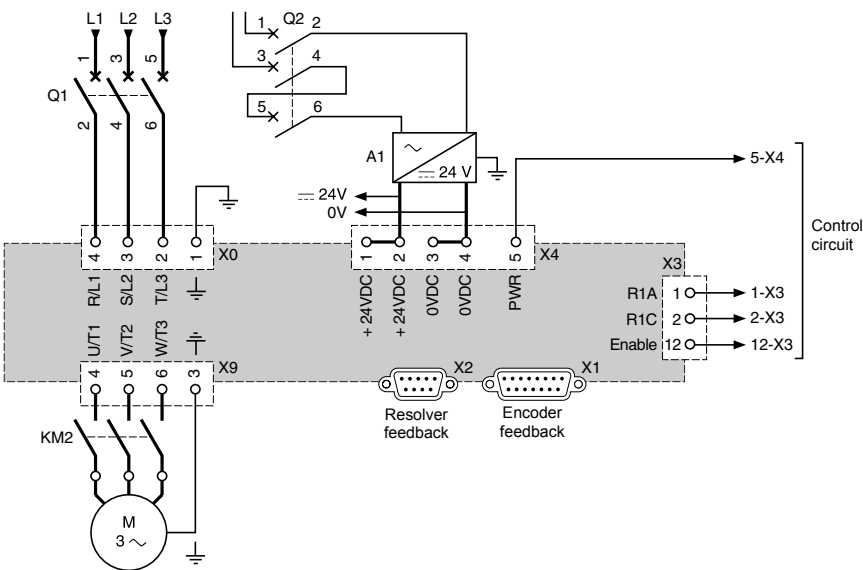 L1 L2 L3
1 3 5
Q1
2 4 6
Q2
1 2
3 4
5 6
A1
24 V
24V
0V
5-X4
Control
circuit
4 3 2 1 X0
R/L1 S/L2 T/L3
1 2 3 4 5 X4
+24VDC +24VDC 0VDC 0VDC PWR
X3
R1A 1 1-X3
R1C 2 2-X3
Enable 12 12-X3
U/T1 V/T2 W/T3
4 5 6 3 X9
X2
Resolver
feedback
X1
Encoder
feedback
KM2
M
3